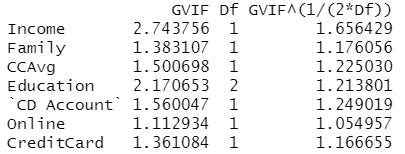 GVIF Df GVIF^(1/(2*Df))
Income 2.743756 1 1.656429
Family 1.383107 1 1.176056
CCAvg 1.500698 1 1.225030
Education 2.170653 2 1.213801
`CD Account` 1.560047 1 1.249019
Online 1.112934 1 1.054957
CreditCard 1.361084 1 1.166655